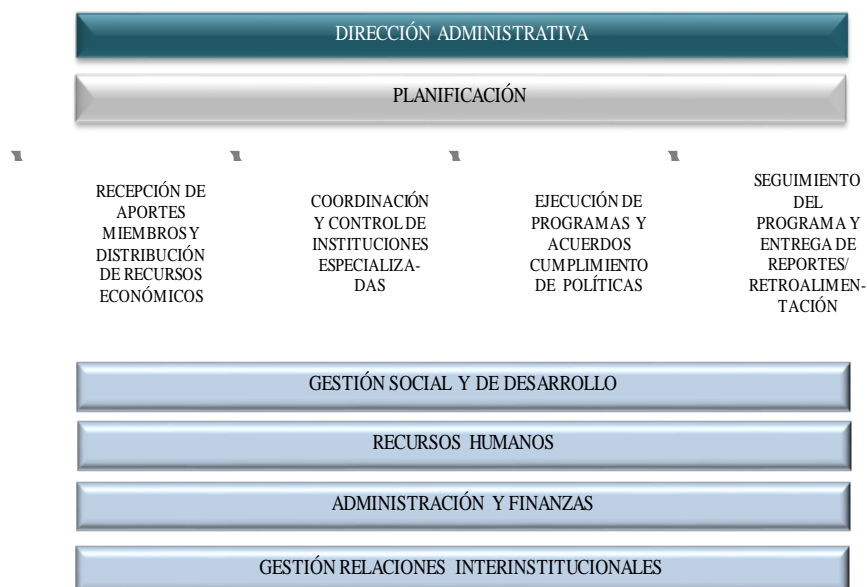 DIRECCIÓN ADMINISTRATIVA
PLANIFICACIÓN
RECEPCIÓN DE
APORTES
MIEMBROS Y
DISTRIBUCIÓN
DE RECURSOS
ECONÓMICOS
COORDINACIÓN
Y CONTROL DE
INSTITUCIONES
ESPECIALIZA-
DAS
EJECUCIÓN DE
PROGRAMAS Y
ACUERDOS
CUMPLIMIENTO
DE POLÍTICAS
SEGUIMIENTO
DEL
PROGRAMA Y
ENTREGA DE
REPORTES/
RETROALIMEN-
TACIÓN
GESTIÓN SOCIAL Y DE DESARROLLO
RECURSOS HUMANOS
ADMINISTRACIÓN Y FINANZAS
GESTIÓN RELACIONES INTERINSTITUCIONALES